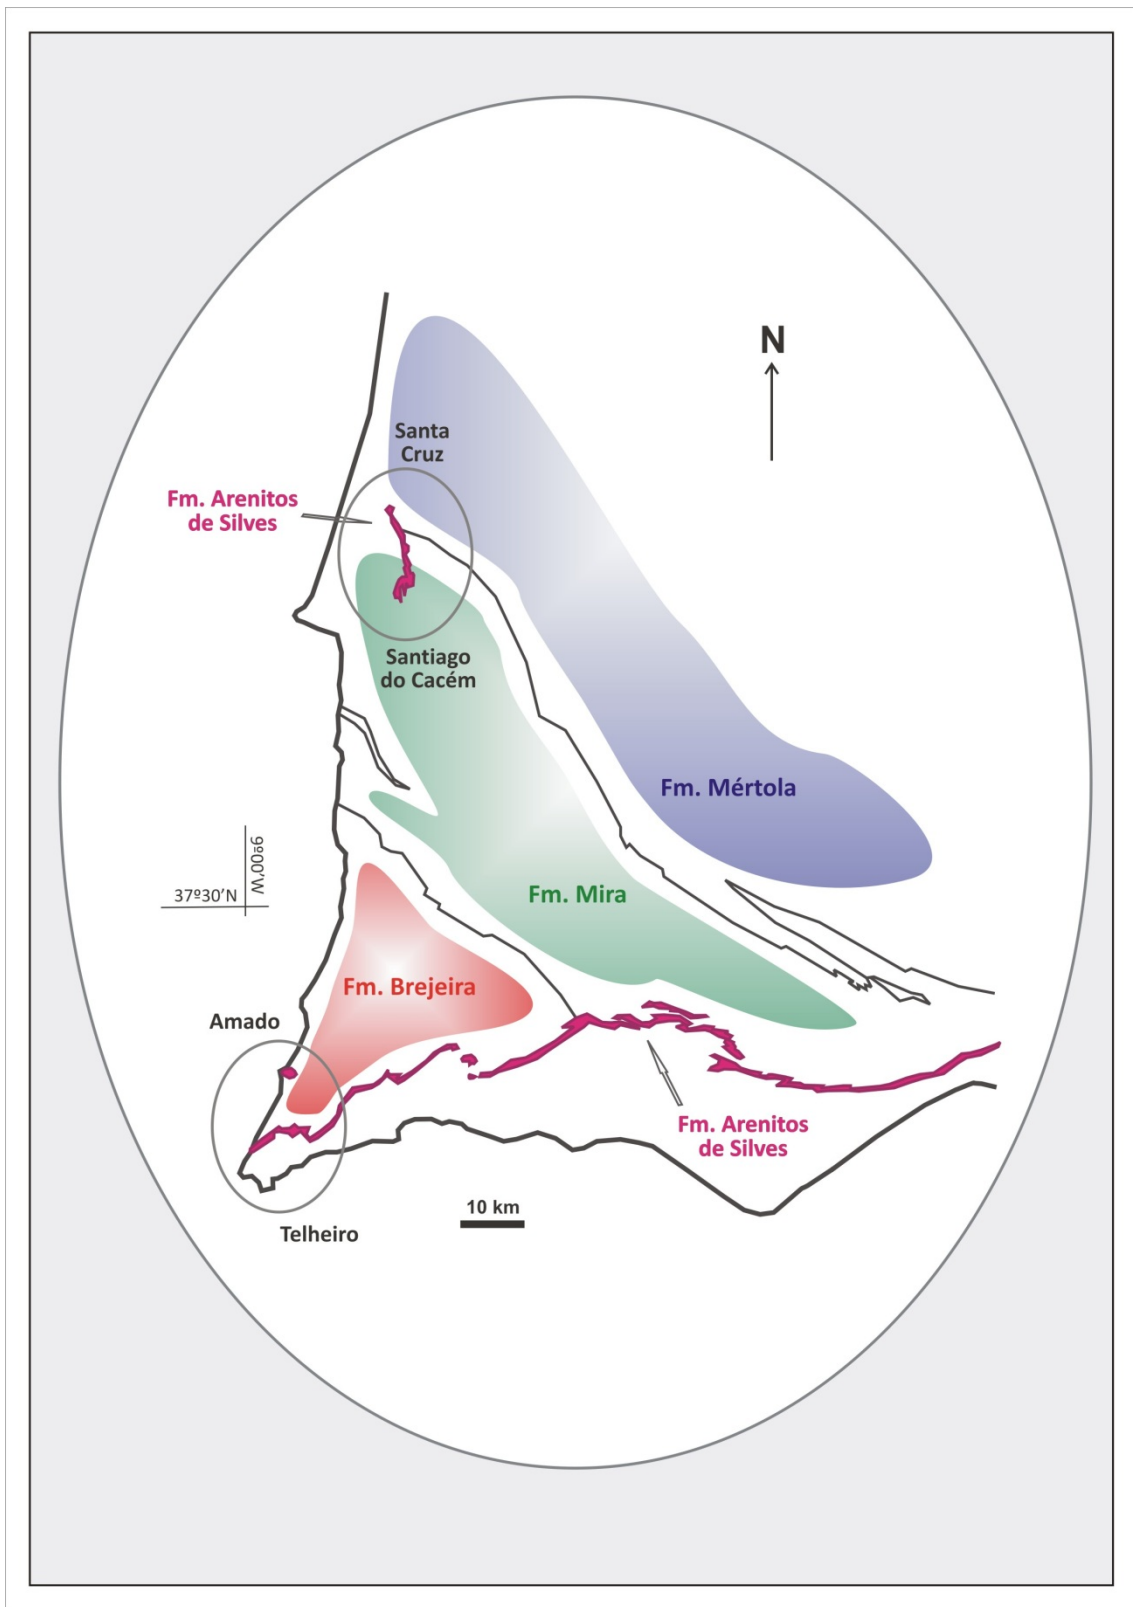 N
Santa
Cruz
Fm. Arenitos
de Silves
Santiago
do Cacém
Fm. Mértola
9º00'W
37º30'N
Fm. Mira
Fm. Brejeira
Amado
Fm. Arenitos
de Silves
10 km
Telheiro